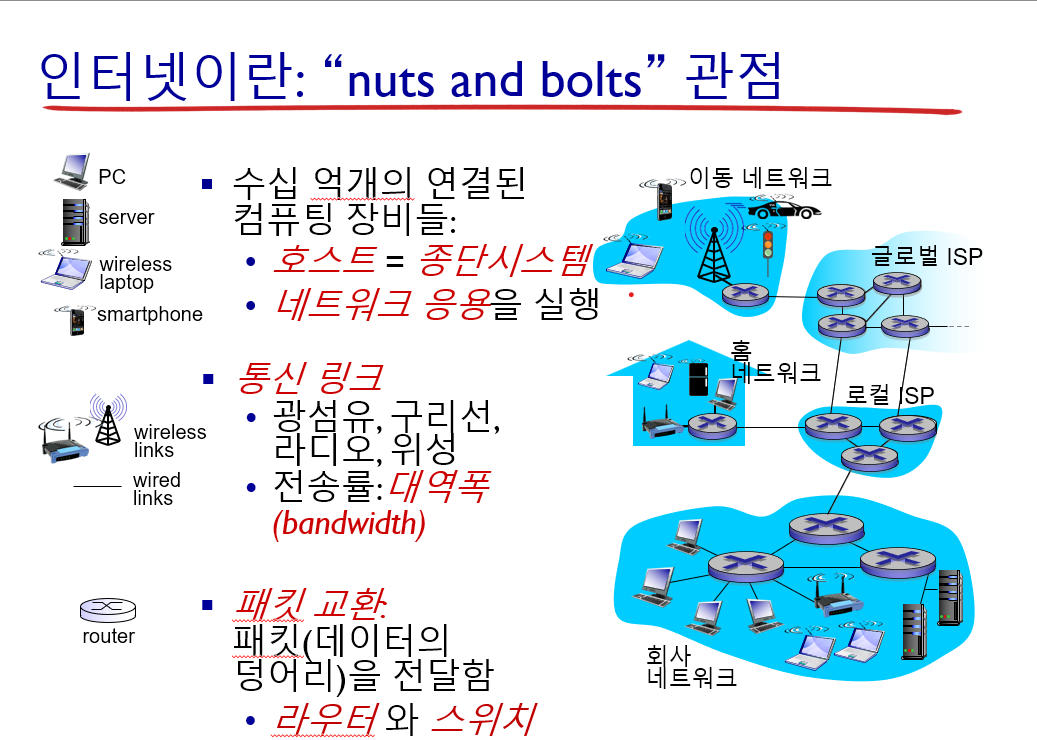 인터넷이란: “nuts and bolts” 관점
PC
server
wireless
laptop
smartphone
wireless
links
wired
links
router
▪ 수십 억개의 연결된
컴퓨팅 장비들:
• 호스트 = 종단시스템
• 네트워크 응용을 실행
▪ 통신 링크
• 광섬유, 구리선,
라디오, 위성
• 전송률: 대역폭
(bandwidth)
▪ 패킷 교환:
패킷(데이터의
덩어리)을 전달함
• 라우터 와 스위치
이동 네트워크
글로벌 ISP
홈
네트워크
로컬 ISP
회사
네트워크